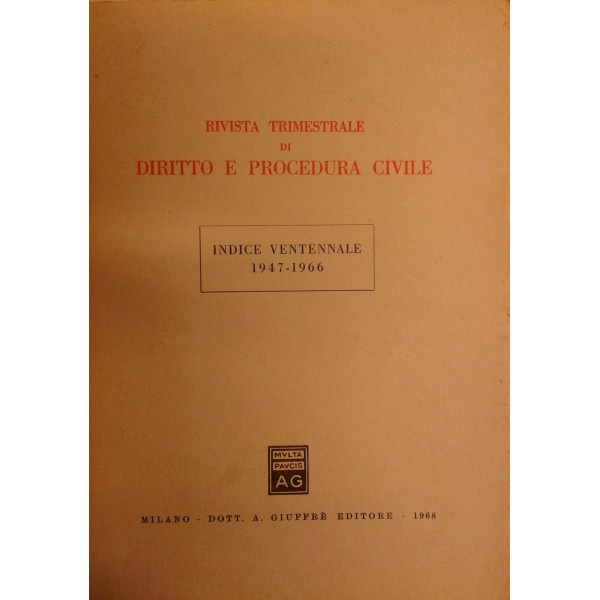 RIVISTA TRIMESTRALE
DI
DIRITTO E PROCEDURA CIVILE
INDICE VENTENNALE
1947-1966
MVLTA
PAVCIS
AG
MILANO - DOTT. A. GIUFFRÈ EDITORE - 1968